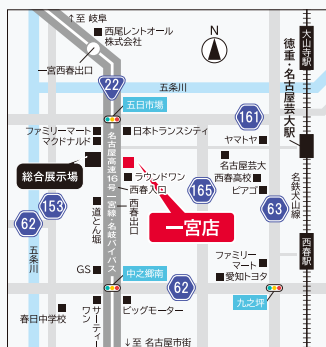 ↑至 岐阜
西尾レントオール
株式会社
一宮西春出口
N
大山寺駅
徳重・名古屋芸大駅
五条川
22
五日市場
161
ファミリーマート
マクドナルド
日本トランスシティ
ヤマトヤ
総合展示場
ラウンドワン
西春入口
名古屋芸大
西春高校
ピアゴ
165
名古屋高速16号一宮線・名岐バイパス
西春出口
一宮店
153
62
道とん堀
五条川
63
名鉄犬山線
西春駅
GS
中之郷南
62
ファミリー
マート
愛知トヨタ
九之坪
春日中学校
サーティー
ワン
ビッグモーター
↓至 名古屋市街